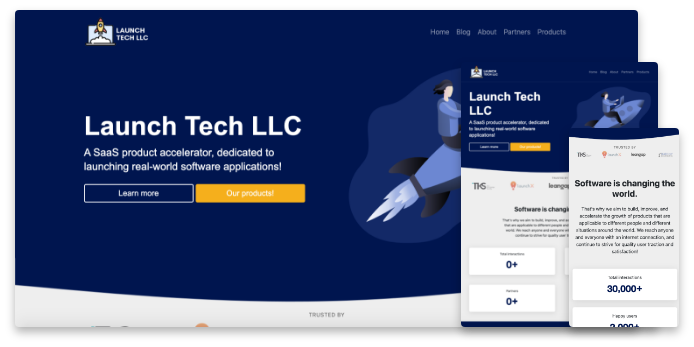 LAUNCH
TECH LLC
Home Blog About Partners Products
Launch Tech LLC
A SaaS product accelerator, dedicated to
launching real-world software applications!
Learn more
Our products!
TRUSTED BY
LAUNCH
TECH LLC
Home Blog About Partners Products
Launch Tech
LLC
A SaaS product accelerator, dedicated
to launching real-world software
applications!
Learn more
Our products!
leangap
Software is changing
Total Interactions
0+
Partners
0+
TRUSTED BY
THS
leangap
Software is changing the
world.
That's why we aim to build, improve, and
accelerate the growth of products that are
applicable to different people and different
situations around the world. We reach anyone
and everyone with an internet connection, and
continue to strive for quality user traction and
satisfaction!
Total Interactions
30,000+
Happy Users